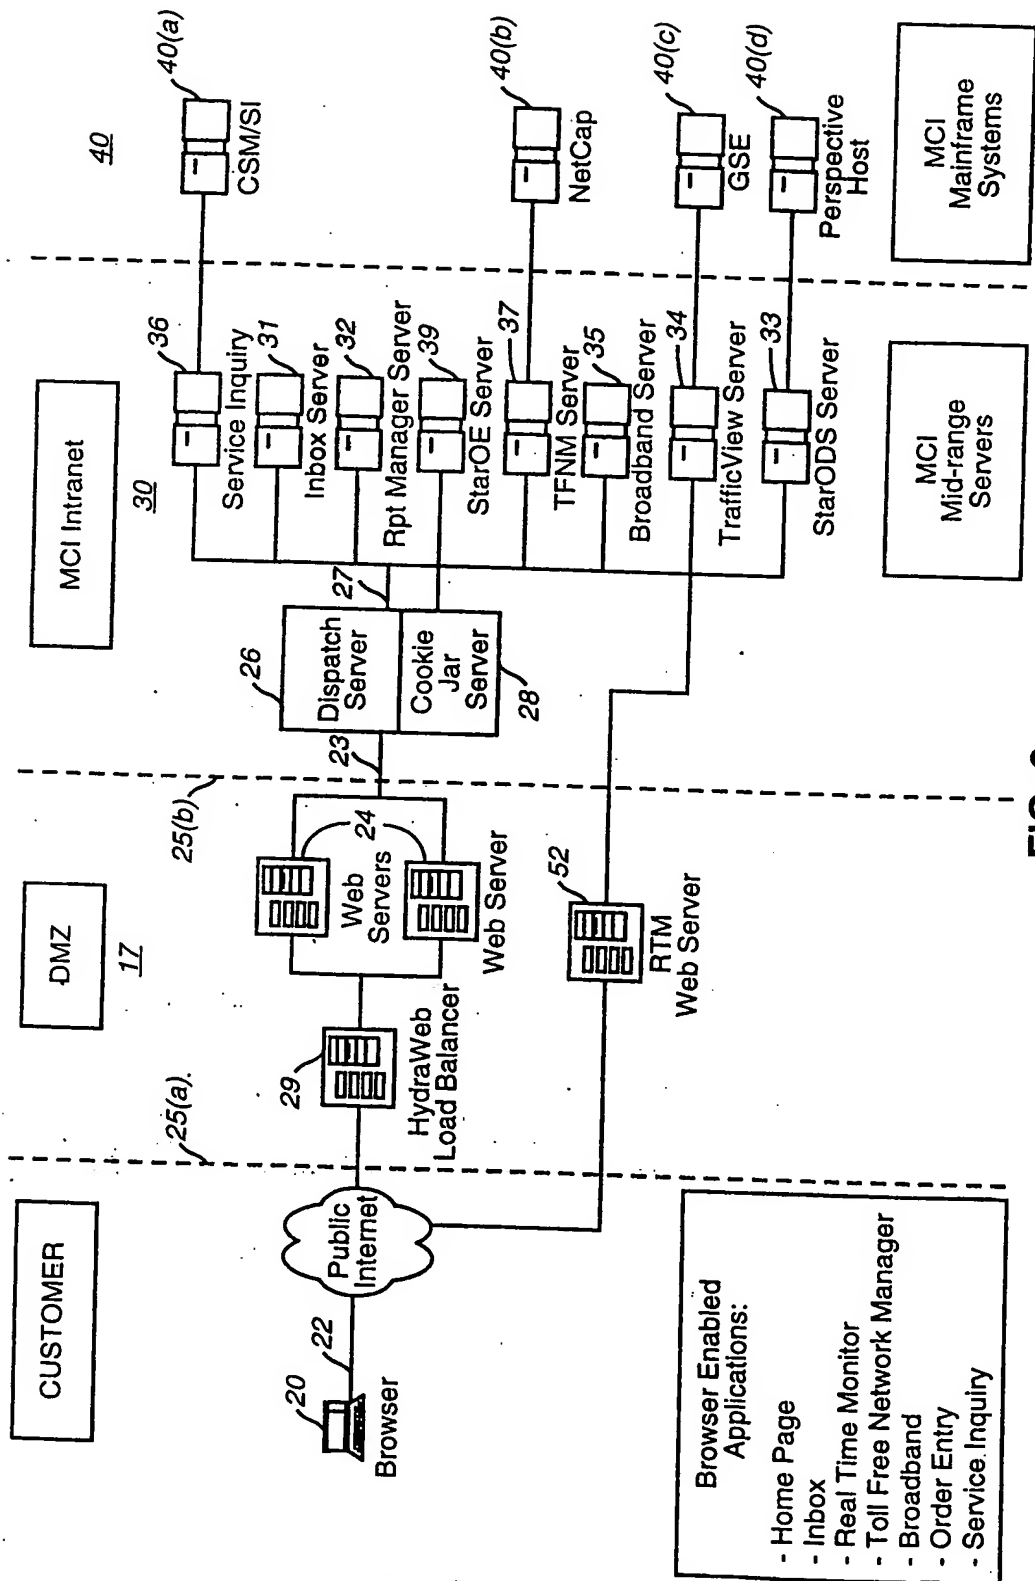 CUSTOMER
DMZ
17
MCI Intranet
30
40
25(a)
25(b)
20
22
Browser
Public
Internet
29
HydraWeb
Load Balancer
24
Web
Servers
Web Server
52
RTM
Web Server
23
26
Dispatch
Server
27
Cookie
Jar
Server
28
36
Service Inquiry
31
Inbox Server
32
Rpt Manager Server
39
StarOE Server
37
TFNM Server
35
Broadband Server
34
TrafficView Server
33
StarODS Server
40(a)
CSM/SI
40(b)
NetCap
40(c)
GSE
40(d)
Perspective
Host
Browser Enabled
Applications:
- Home Page
- Inbox
- Real Time Monitor
- Toll Free Network Manager
- Broadband
- Order Entry
- Service Inquiry
MCI
Mid-range
Servers
MCI
Mainframe
Systems